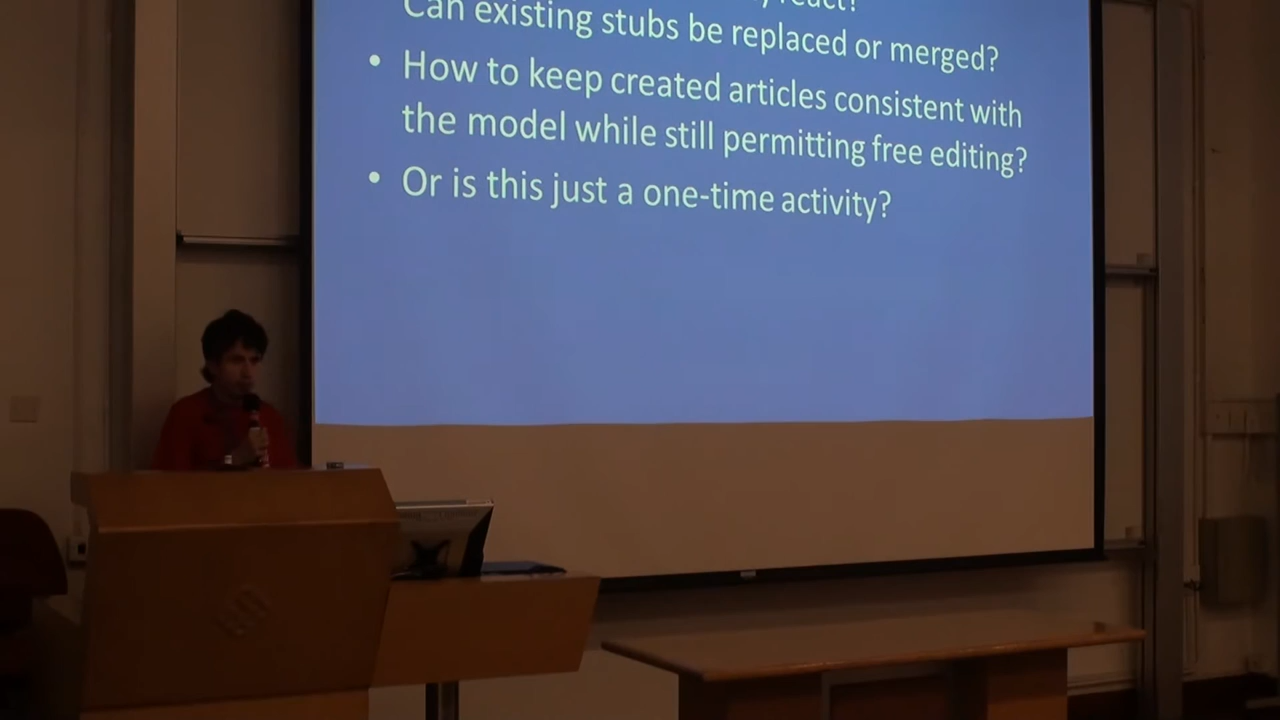 react?
Can existing stubs be replaced or merged?
• How to keep created articles consistent with
the model while still permitting free editing?
• Or is this just a one-time activity?